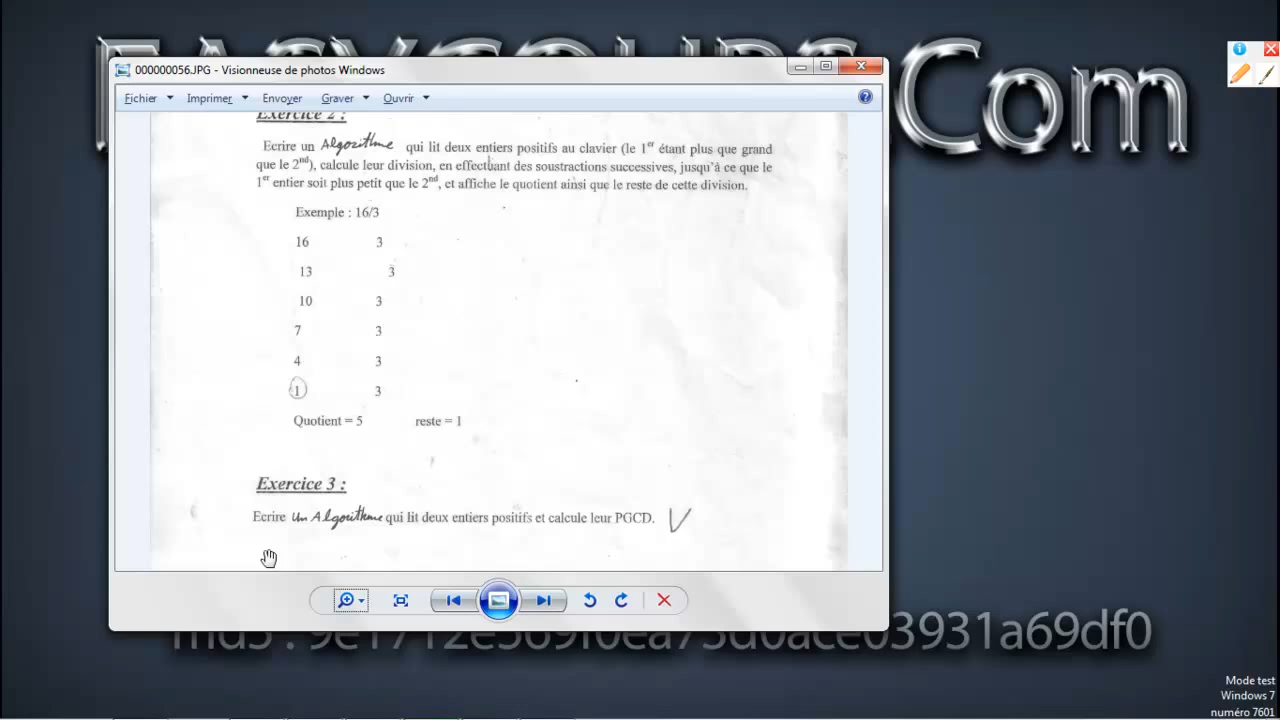 .Com
000000056.JPG - Visionneuse de photos Windows
Fichier Imprimer Envoyer Graver Ouvrir
Exercice 2 :
Ecrire un Algorithme qui lit deux entiers positifs au clavier (le 1er étant plus que grand
que le 2nd), calcule leur division, en effectuant des soustractions successives, jusqu'à ce que le
1er entier soit plus petit que le 2nd, et affiche le quotient ainsi que le reste de cette division.
Exemple : 16/3
16 3
13 3
10 3
7 3
4 3
1 3
Quotient = 5 reste = 1
Exercice 3 :
Ecrire un Algorithme qui lit deux entiers positifs et calcule leur PGCD.
03931a69df0
Mode test
Windows 7
numéro 7601